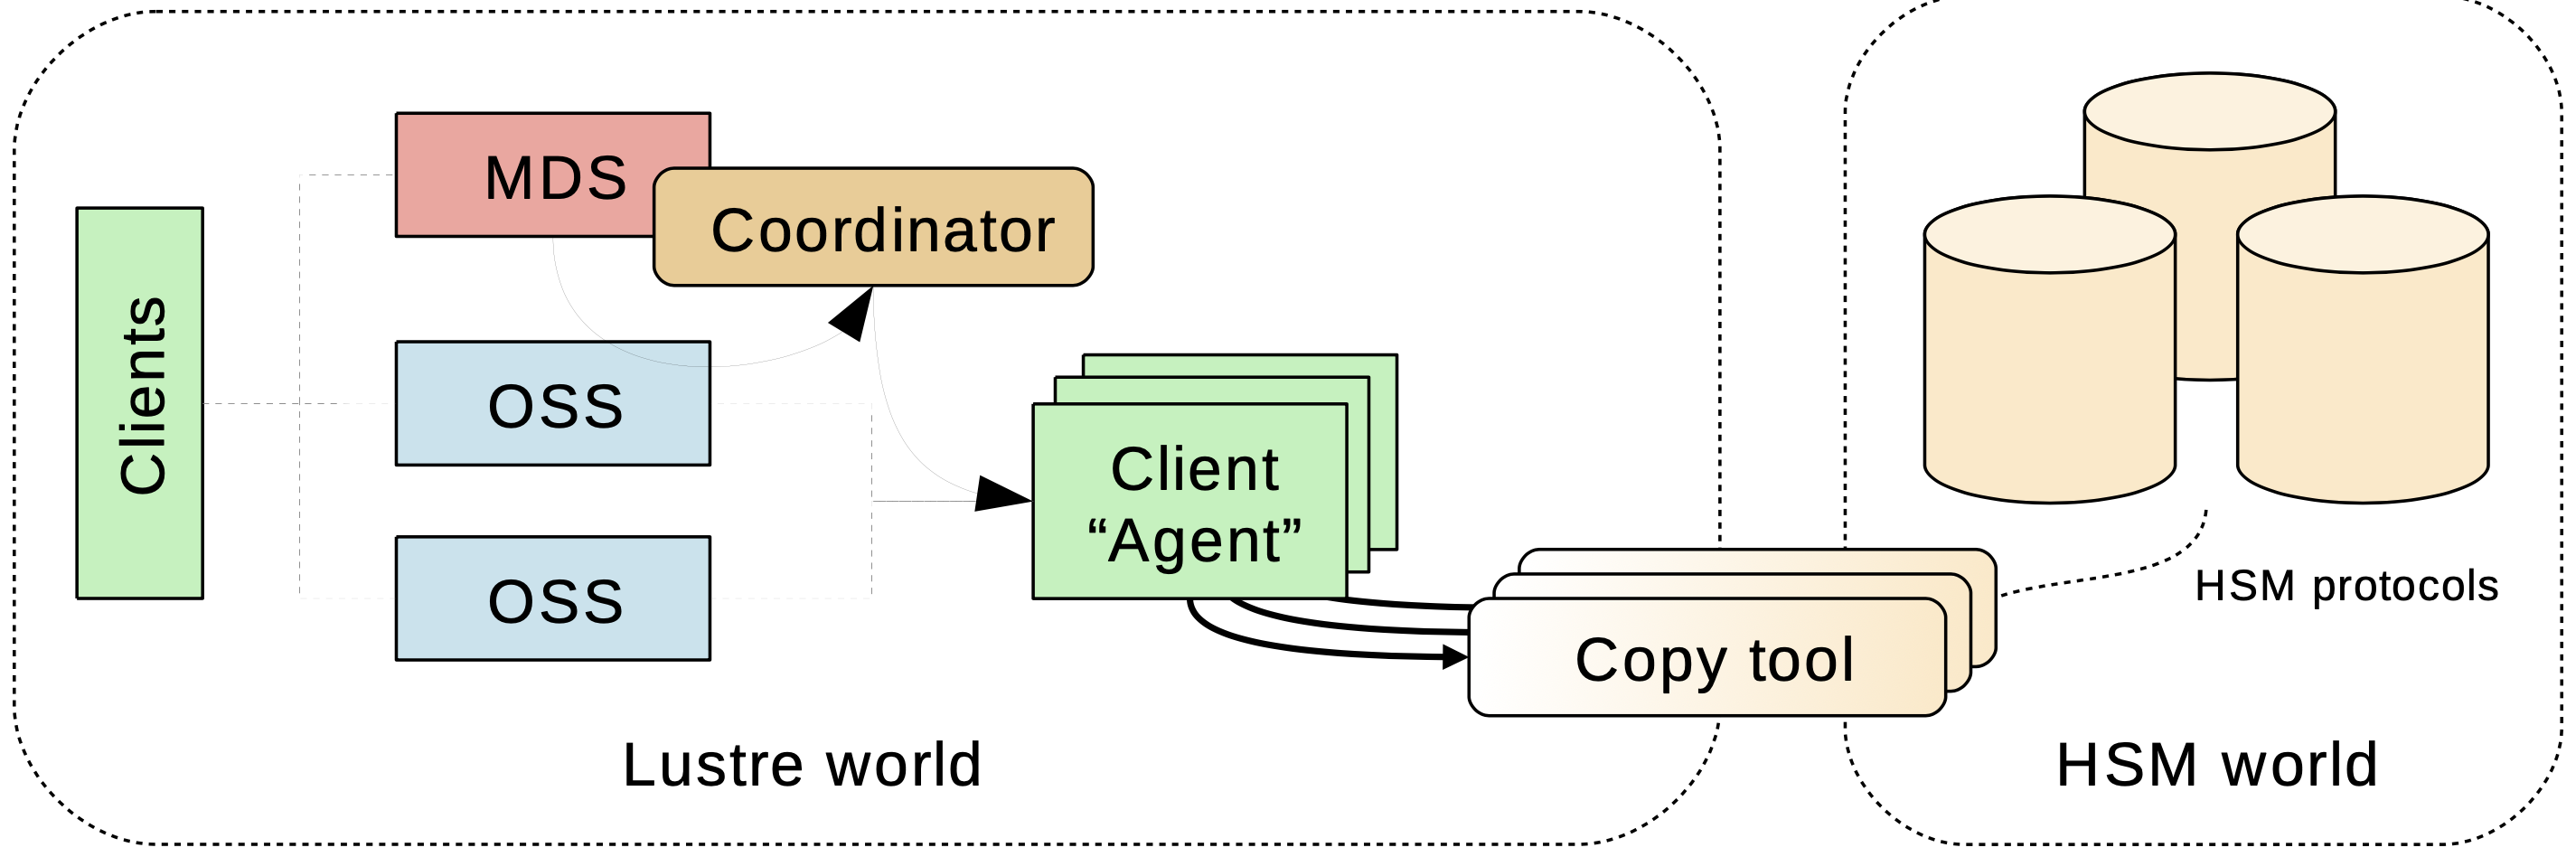 Clients
MDS
Coordinator
OSS
OSS
Client
“Agent”
Copy tool
HSM protocols
Lustre world
HSM world